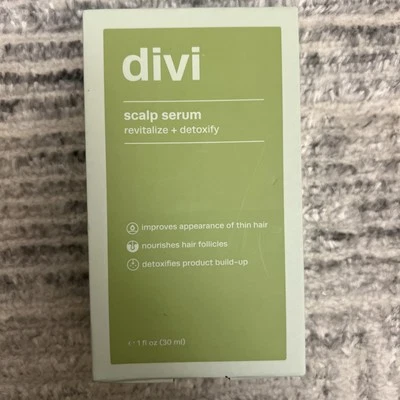 divi
scalp serum
revitalize + detoxify
improves appearance of thin hair
nourishes hair follicles
detoxifies product build-up
1 fl oz (30 ml)